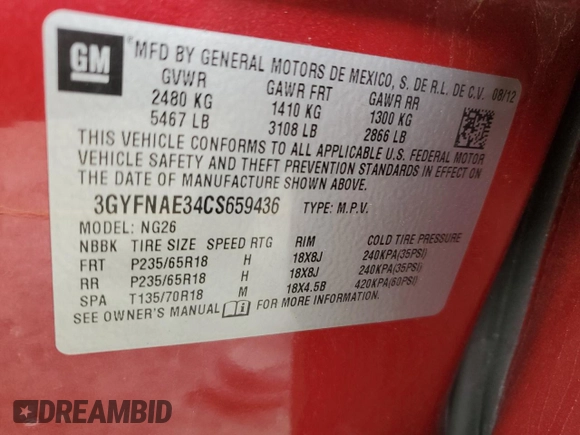 GM
MFD BY GENERAL MOTORS DE MEXICO, S. DE R.L. DE C.V. 08/12
GVWR GAWR FRT GAWR RR
2480 KG 1410 KG 1300 KG
5467 LB 3108 LB 2866 LB
THIS VEHICLE CONFORMS TO ALL APPLICABLE U.S. FEDERAL MOTOR
VEHICLE SAFETY AND THEFT PREVENTION STANDARDS IN EFFECT ON
THE DATE OF MANUFACTURE SHOWN ABOVE.
3GYFNAE34CS659436 TYPE: M.P.V.
MODEL: NG26
NBBK TIRE SIZE SPEED RTG RIM COLD TIRE PRESSURE
FRT P235/65R18 H 18X8J 240KPA(35PSI)
RR P235/65R18 H 18X8J 240KPA(35PSI)
SPA T135/70R18 M 18X4.5B 420KPA(60PSI)
SEE OWNER'S MANUAL FOR MORE INFORMATION.
DREAMBID